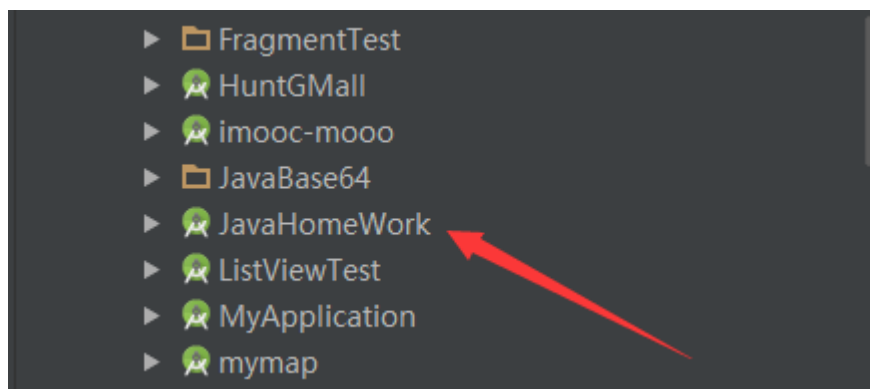 FragmentTest
HuntGMall
imooc-mooo
JavaBase64
JavaHomeWork
ListViewTest
MyApplication
mymap